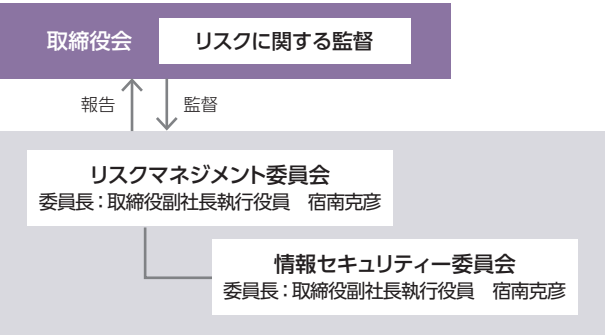 取締役会
リスクに関する監督
報告
監督
リスクマネジメント委員会
委員長：取締役副社長執行役員　宿南克彦
情報セキュリティー委員会
委員長：取締役副社長執行役員　宿南克彦